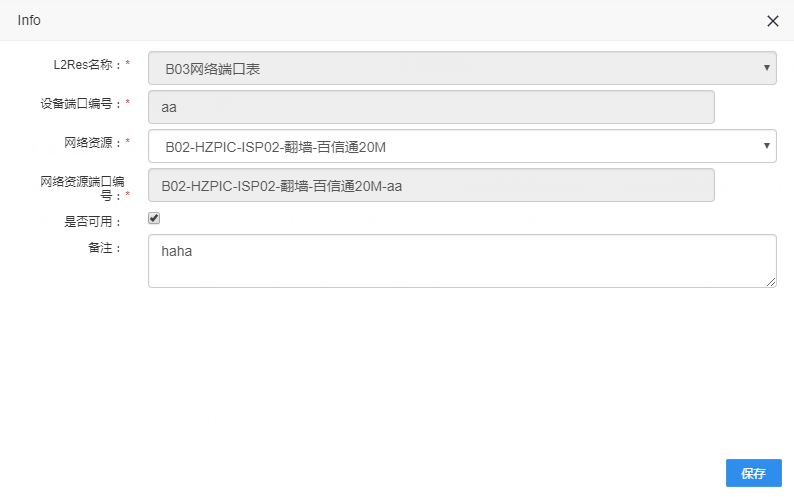 Info
L2Res名称：*
B03网络端口表
设备端口编号：*
aa
网络资源：*
B02-HZPIC-ISP02-翻墙-百信通20M
网络资源端口编
号：*
B02-HZPIC-ISP02-翻墙-百信通20M-aa
是否可用：
备注：
haha
保存